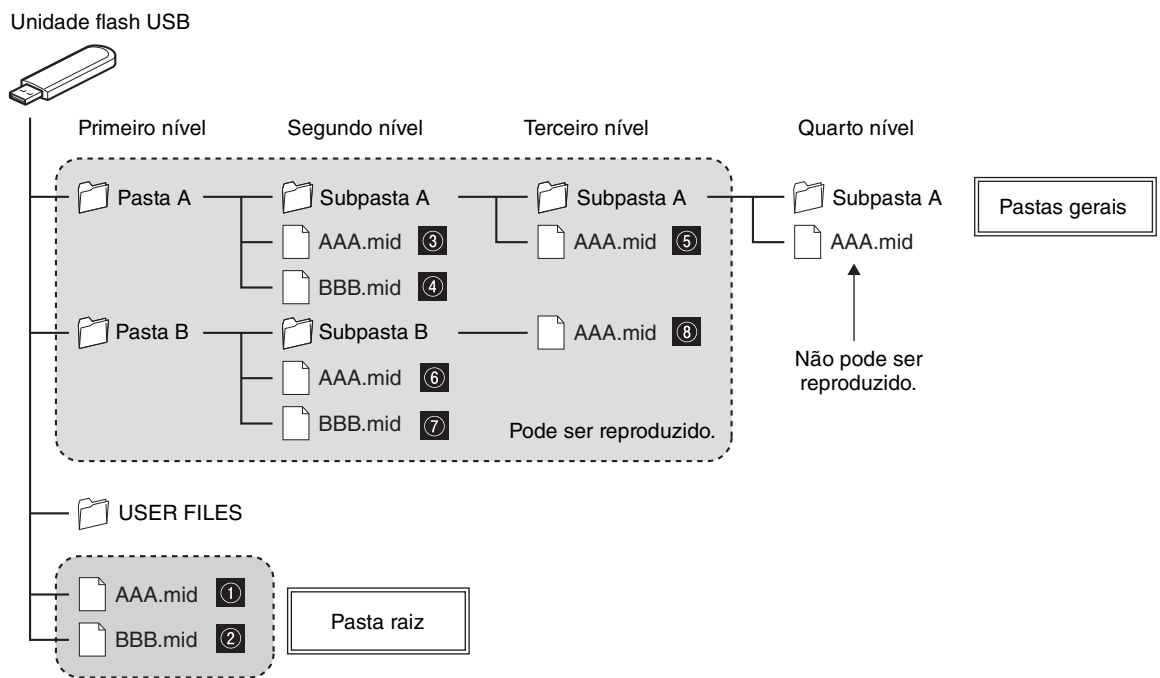 Unidade flash USB
Primeiro nível Segundo nível Terceiro nível Quarto nível
Pasta A Subpasta A Subpasta A Subpasta A Pastas gerais
AAA.mid ③ AAA.mid ⑤ AAA.mid
BBB.mid ④
Pasta B Subpasta B AAA.mid ⑧
Não pode ser
reproduzido.
AAA.mid ⑥
BBB.mid ⑦ Pode ser reproduzido.
USER FILES
AAA.mid ①
Pasta raiz
BBB.mid ②